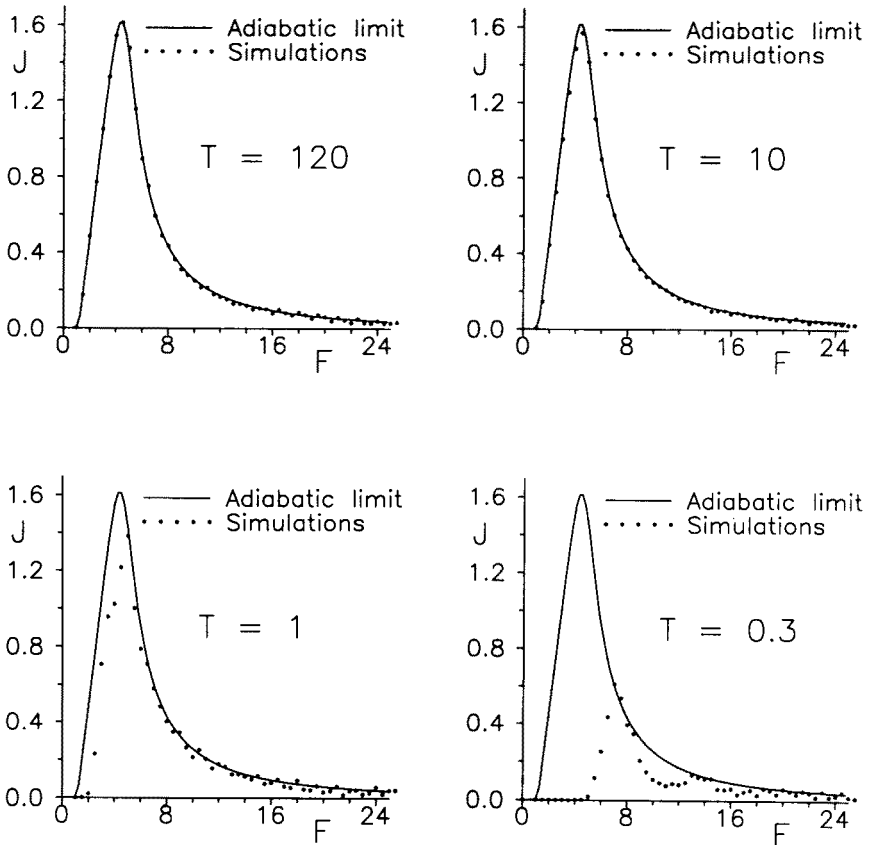 1.6
J
1.2
0.8
0.4
0.0
Adiabatic limit
Simulations
T = 120
0
8
16
24
F
1.6
J
1.2
0.8
0.4
0.0
Adiabatic limit
Simulations
T = 10
0
8
16
24
F
1.6
J
1.2
0.8
0.4
0.0
Adiabatic limit
Simulations
T = 1
0
8
16
24
F
1.6
J
1.2
0.8
0.4
0.0
Adiabatic limit
Simulations
T = 0.3
0
8
16
24
F